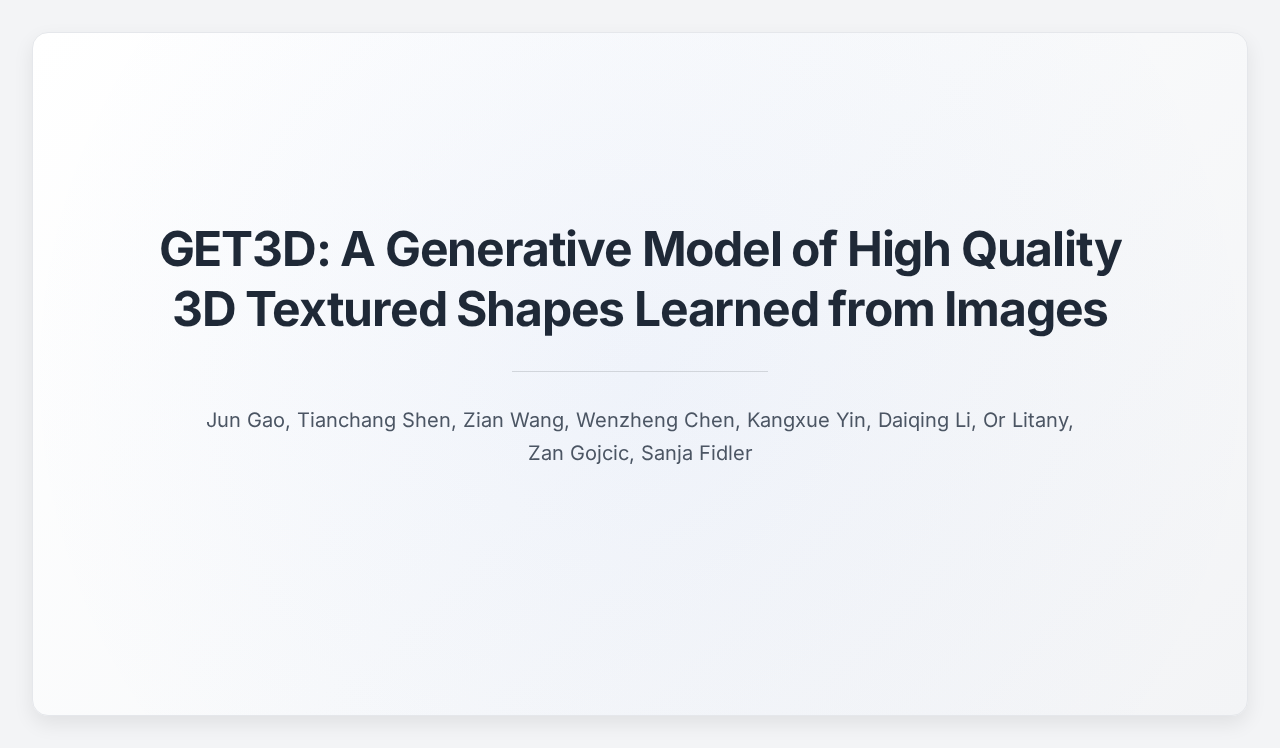 GET3D: A Generative Model of High Quality
3D Textured Shapes Learned from Images
Jun Gao, Tianchang Shen, Zian Wang, Wenzheng Chen, Kangxue Yin, Daiqing Li, Or Litany,
Zan Gojcic, Sanja Fidler